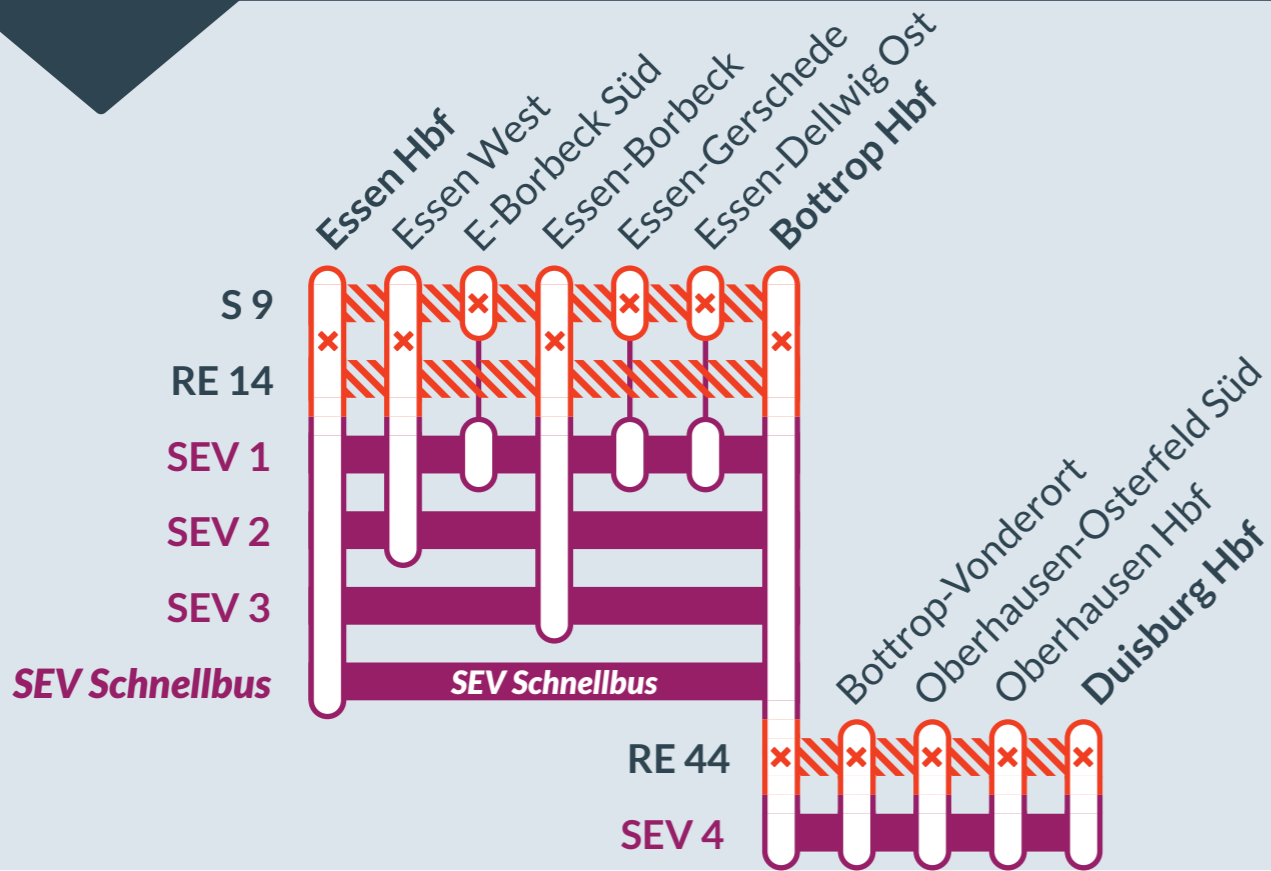 Essen Hbf
Essen West
E-Borbeck Süd
Essen-Borbeck
Essen-Gerschede
Essen-Dellwig Ost
Bottrop Hbf
S 9
RE 14
SEV 1
SEV 2
SEV 3
SEV Schnellbus
SEV Schnellbus
Bottrop-Vonderort
Oberhausen-Osterfeld Süd
Oberhausen Hbf
Duisburg Hbf
RE 44
SEV 4